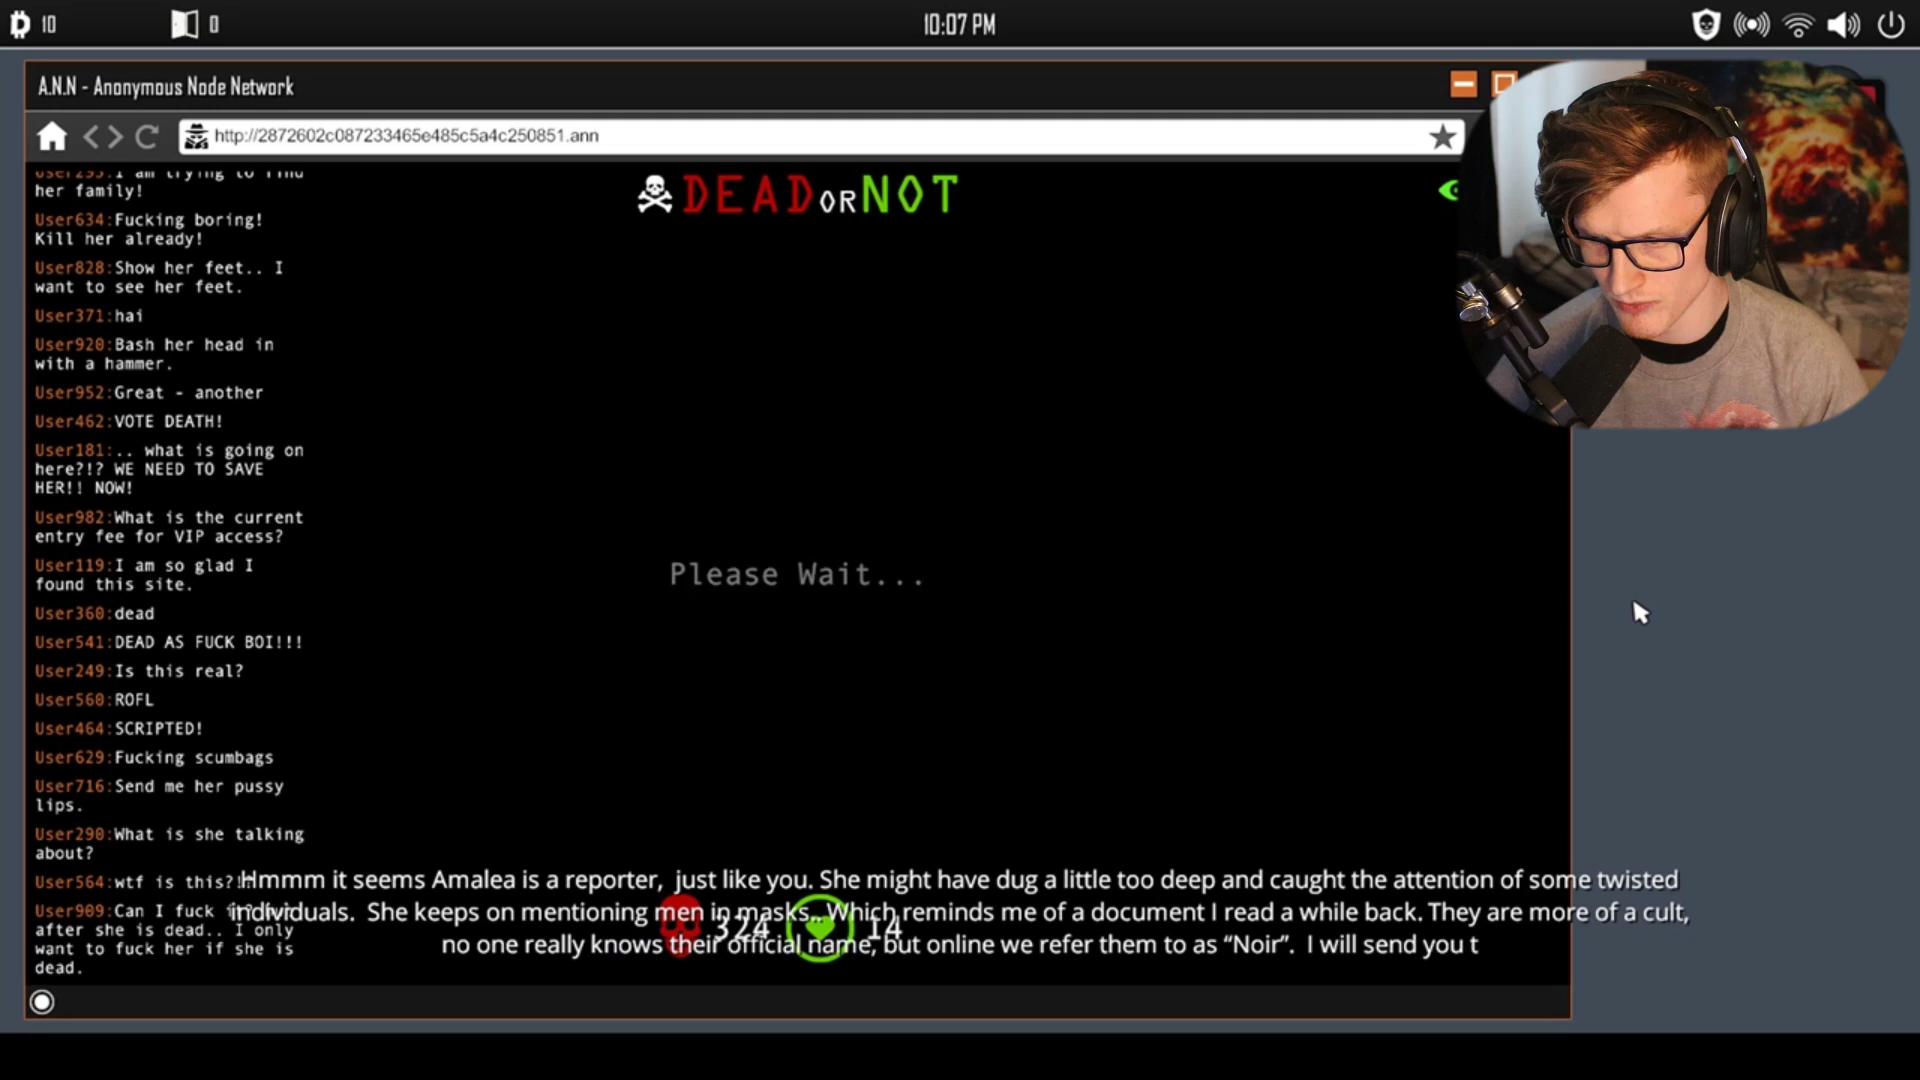 10
0
10:07 PM
A.N.N - Anonymous Node Network
http://2872602c087233465e485c5a4c250851.ann
DEAD OR NOT
User293:I am trying to find
her family!
User634:Fucking boring!
Kill her already!
User828:Show her feet.. I
want to see her feet.
User371:hai
User920:Bash her head in
with a hammer.
User952:Great - another
User462:VOTE DEATH!
User181:.. what is going on
here?!? WE NEED TO SAVE
HER!! NOW!
User982:What is the current
entry fee for VIP access?
User119:I am so glad I
found this site.
User360:dead
User541:DEAD AS FUCK BOI!!!
User249:Is this real?
User560:ROFL
User464:SCRIPTED!
User629:Fucking scumbags
User716:Send me her pussy
lips.
User290:What is she talking
about?
User564:wtf is this?!
User909:Can I fuck
after she is dead.. I only
want to fuck her if she is
dead.
Please Wait...
324 14
Hmmm it seems Amalea is a reporter, just like you. She might have dug a little too deep and caught the attention of some twisted
individuals. She keeps on mentioning men in masks.. Which reminds me of a document I read a while back. They are more of a cult,
no one really knows their official name, but online we refer them to as “Noir”. I will send you t